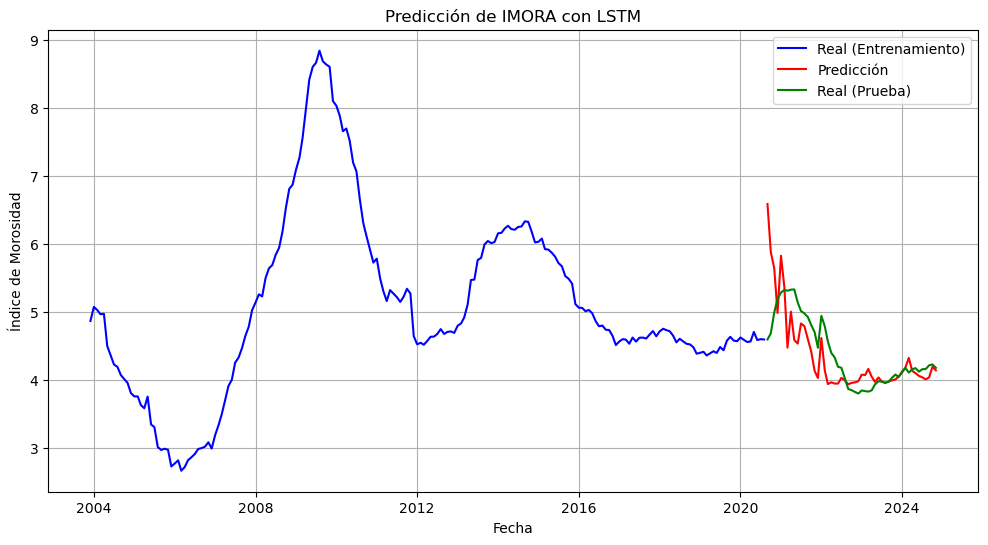 Predicción de IMORA con LSTM
Real (Entrenamiento)
Predicción
Real (Prueba)
Índice de Morosidad
9
8
7
6
5
4
3
2004
2008
2012
2016
2020
2024
Fecha